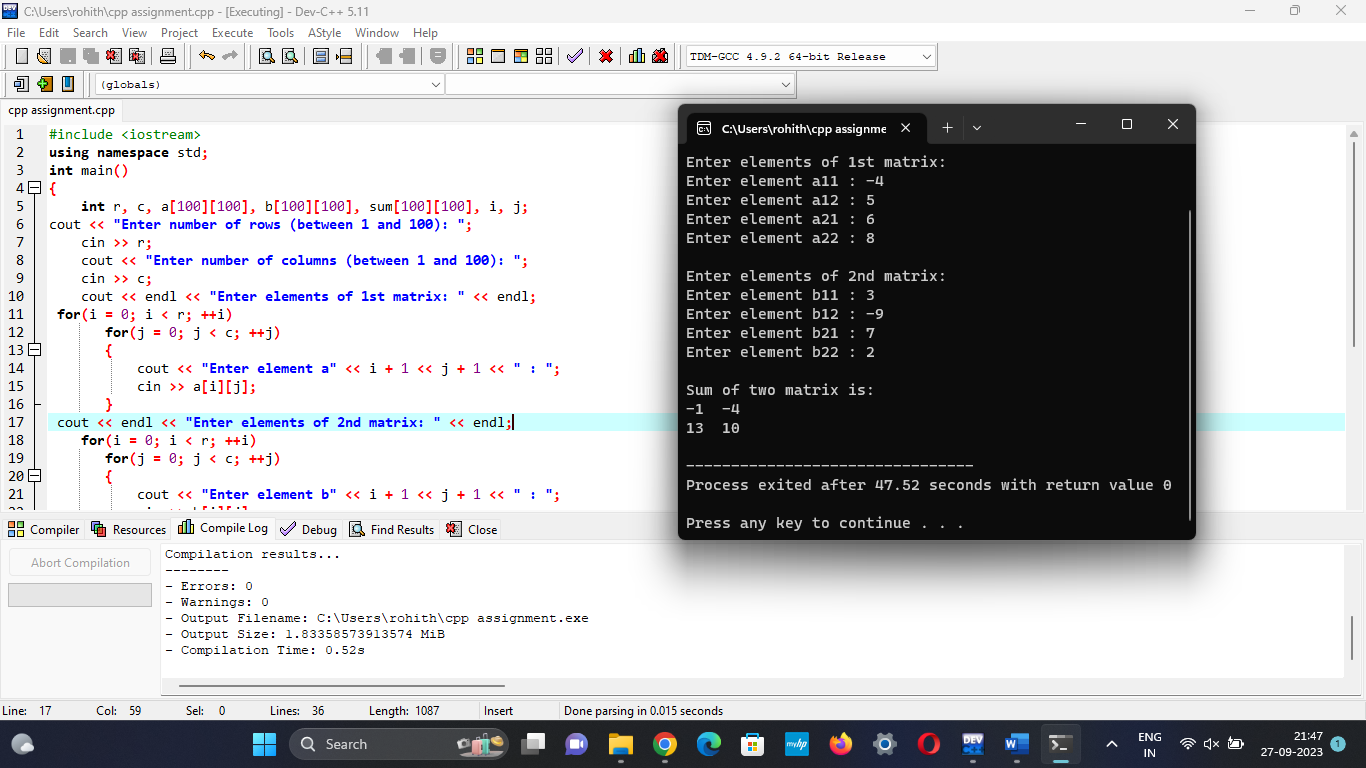 C:\Users\rohith\cpp assignment.cpp - [Executing] - Dev-C++ 5.11
File Edit Search View Project Execute Tools AStyle Window Help
TDM-GCC 4.9.2 64-bit Release
(globals)
cpp assignment.cpp
1 #include <iostream>
2 using namespace std;
3 int main()
4 {
5 int r, c, a[100][100], b[100][100], sum[100][100], i, j;
6 cout << "Enter number of rows (between 1 and 100): ";
7 cin >> r;
8 cout << "Enter number of columns (between 1 and 100): ";
9 cin >> c;
10 cout << endl << "Enter elements of 1st matrix: " << endl;
11 for(i = 0; i < r; ++i)
12 for(j = 0; j < c; ++j)
13 {
14 cout << "Enter element a" << i + 1 << j + 1 << " : ";
15 cin >> a[i][j];
16 }
17 cout << endl << "Enter elements of 2nd matrix: " << endl;
18 for(i = 0; i < r; ++i)
19 for(j = 0; j < c; ++j)
20 {
21 cout << "Enter element b" << i + 1 << j + 1 << " : ";
C:\Users\rohith\cpp assignme
Enter elements of 1st matrix:
Enter element a11 : -4
Enter element a12 : 5
Enter element a21 : 6
Enter element a22 : 8
Enter elements of 2nd matrix:
Enter element b11 : 3
Enter element b12 : -9
Enter element b21 : 7
Enter element b22 : 2
Sum of two matrix is:
-1 -4
13 10
--------------------------------
Process exited after 47.52 seconds with return value 0
Press any key to continue . . .
Compiler Resources Compile Log Debug Find Results Close
Abort Compilation
Compilation results...
--------
- Errors: 0
- Warnings: 0
- Output Filename: C:\Users\rohith\cpp assignment.exe
- Output Size: 1.83358573913574 MiB
- Compilation Time: 0.52s
Line: 17 Col: 59 Sel: 0 Lines: 36 Length: 1087 Insert Done parsing in 0.015 seconds
Search
myhp
DEV
ENG
IN
21:47
27-09-2023
1